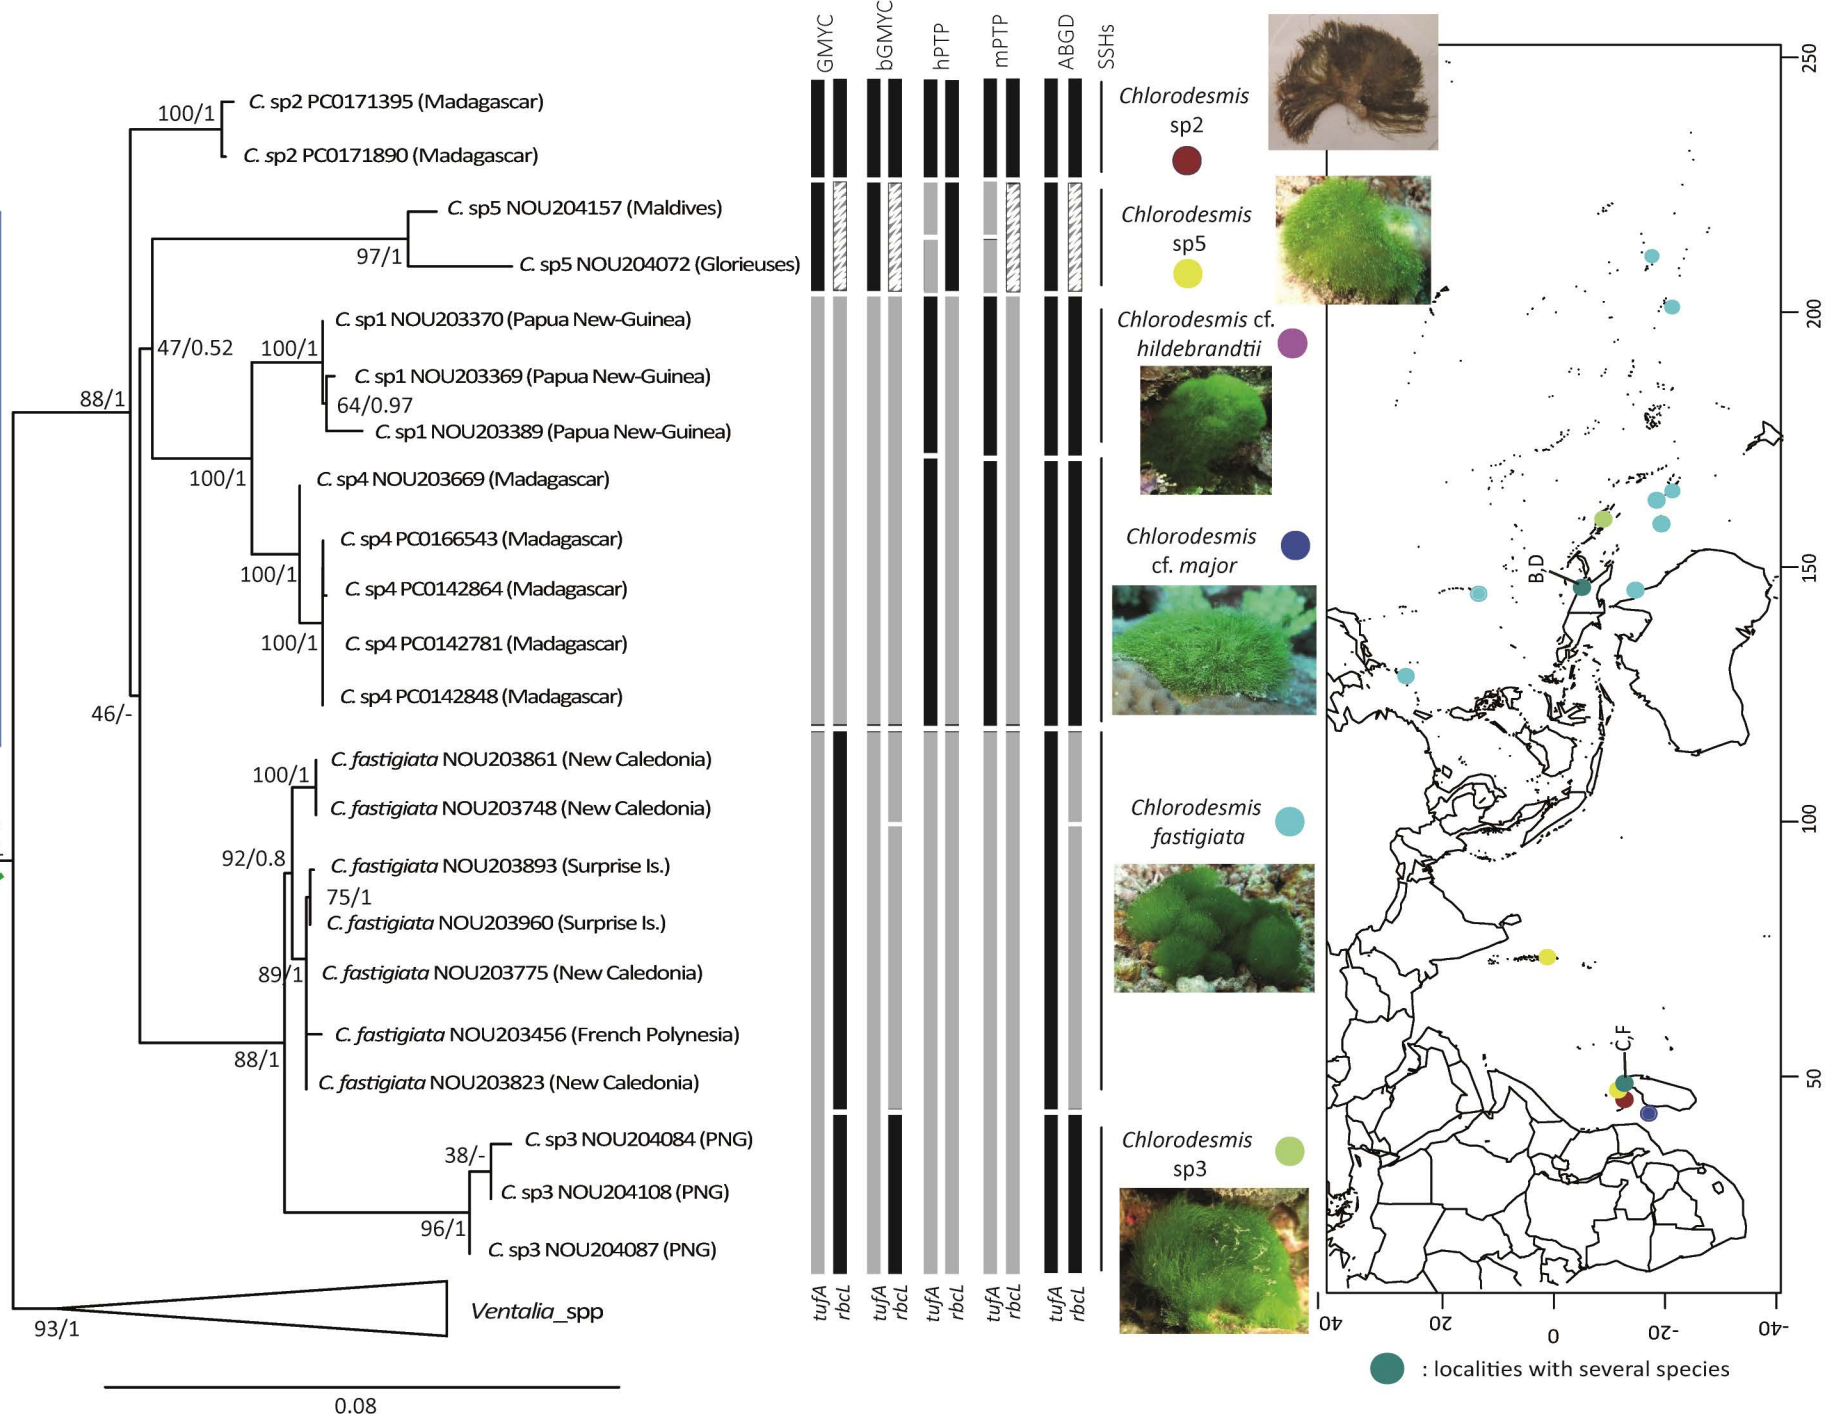 GMYC
bGMYC
hPTP
mPTP
ABGD
SSHs
100/1
C. sp2 PC0171395 (Madagascar)
C. sp2 PC0171890 (Madagascar)
C. sp5 NOU204157 (Maldives)
97/1
C. sp5 NOU204072 (Glorieuses)
C. sp1 NOU203370 (Papua New-Guinea)
47/0.52
100/1
C. sp1 NOU203369 (Papua New-Guinea)
88/1
64/0.97
C. sp1 NOU203389 (Papua New-Guinea)
100/1
C. sp4 NOU203669 (Madagascar)
C. sp4 PC0166543 (Madagascar)
100/1
C. sp4 PC0142864 (Madagascar)
100/1
C. sp4 PC0142781 (Madagascar)
C. sp4 PC0142848 (Madagascar)
46/-
C. fastigiata NOU203861 (New Caledonia)
100/1
C. fastigiata NOU203748 (New Caledonia)
92/0.8
C. fastigiata NOU203893 (Surprise Is.)
75/1
C. fastigiata NOU203960 (Surprise Is.)
89/1
C. fastigiata NOU203775 (New Caledonia)
C. fastigiata NOU203456 (French Polynesia)
88/1
C. fastigiata NOU203823 (New Caledonia)
C. sp3 NOU204084 (PNG)
38/-
C. sp3 NOU204108 (PNG)
96/1
C. sp3 NOU204087 (PNG)
Ventalia_spp
93/1
0.08
tufA
rbcL
tufA
rbcL
tufA
rbcL
tufA
rbcL
tufA
rbcL
Chlorodesmis
sp2
Chlorodesmis
sp5
Chlorodesmis cf.
hildebrandtii
Chlorodesmis
cf. major
Chlorodesmis
fastigiata
Chlorodesmis
sp3
B,D
C,F
250
200
150
100
50
40
20
0
-20
-40
: localities with several species